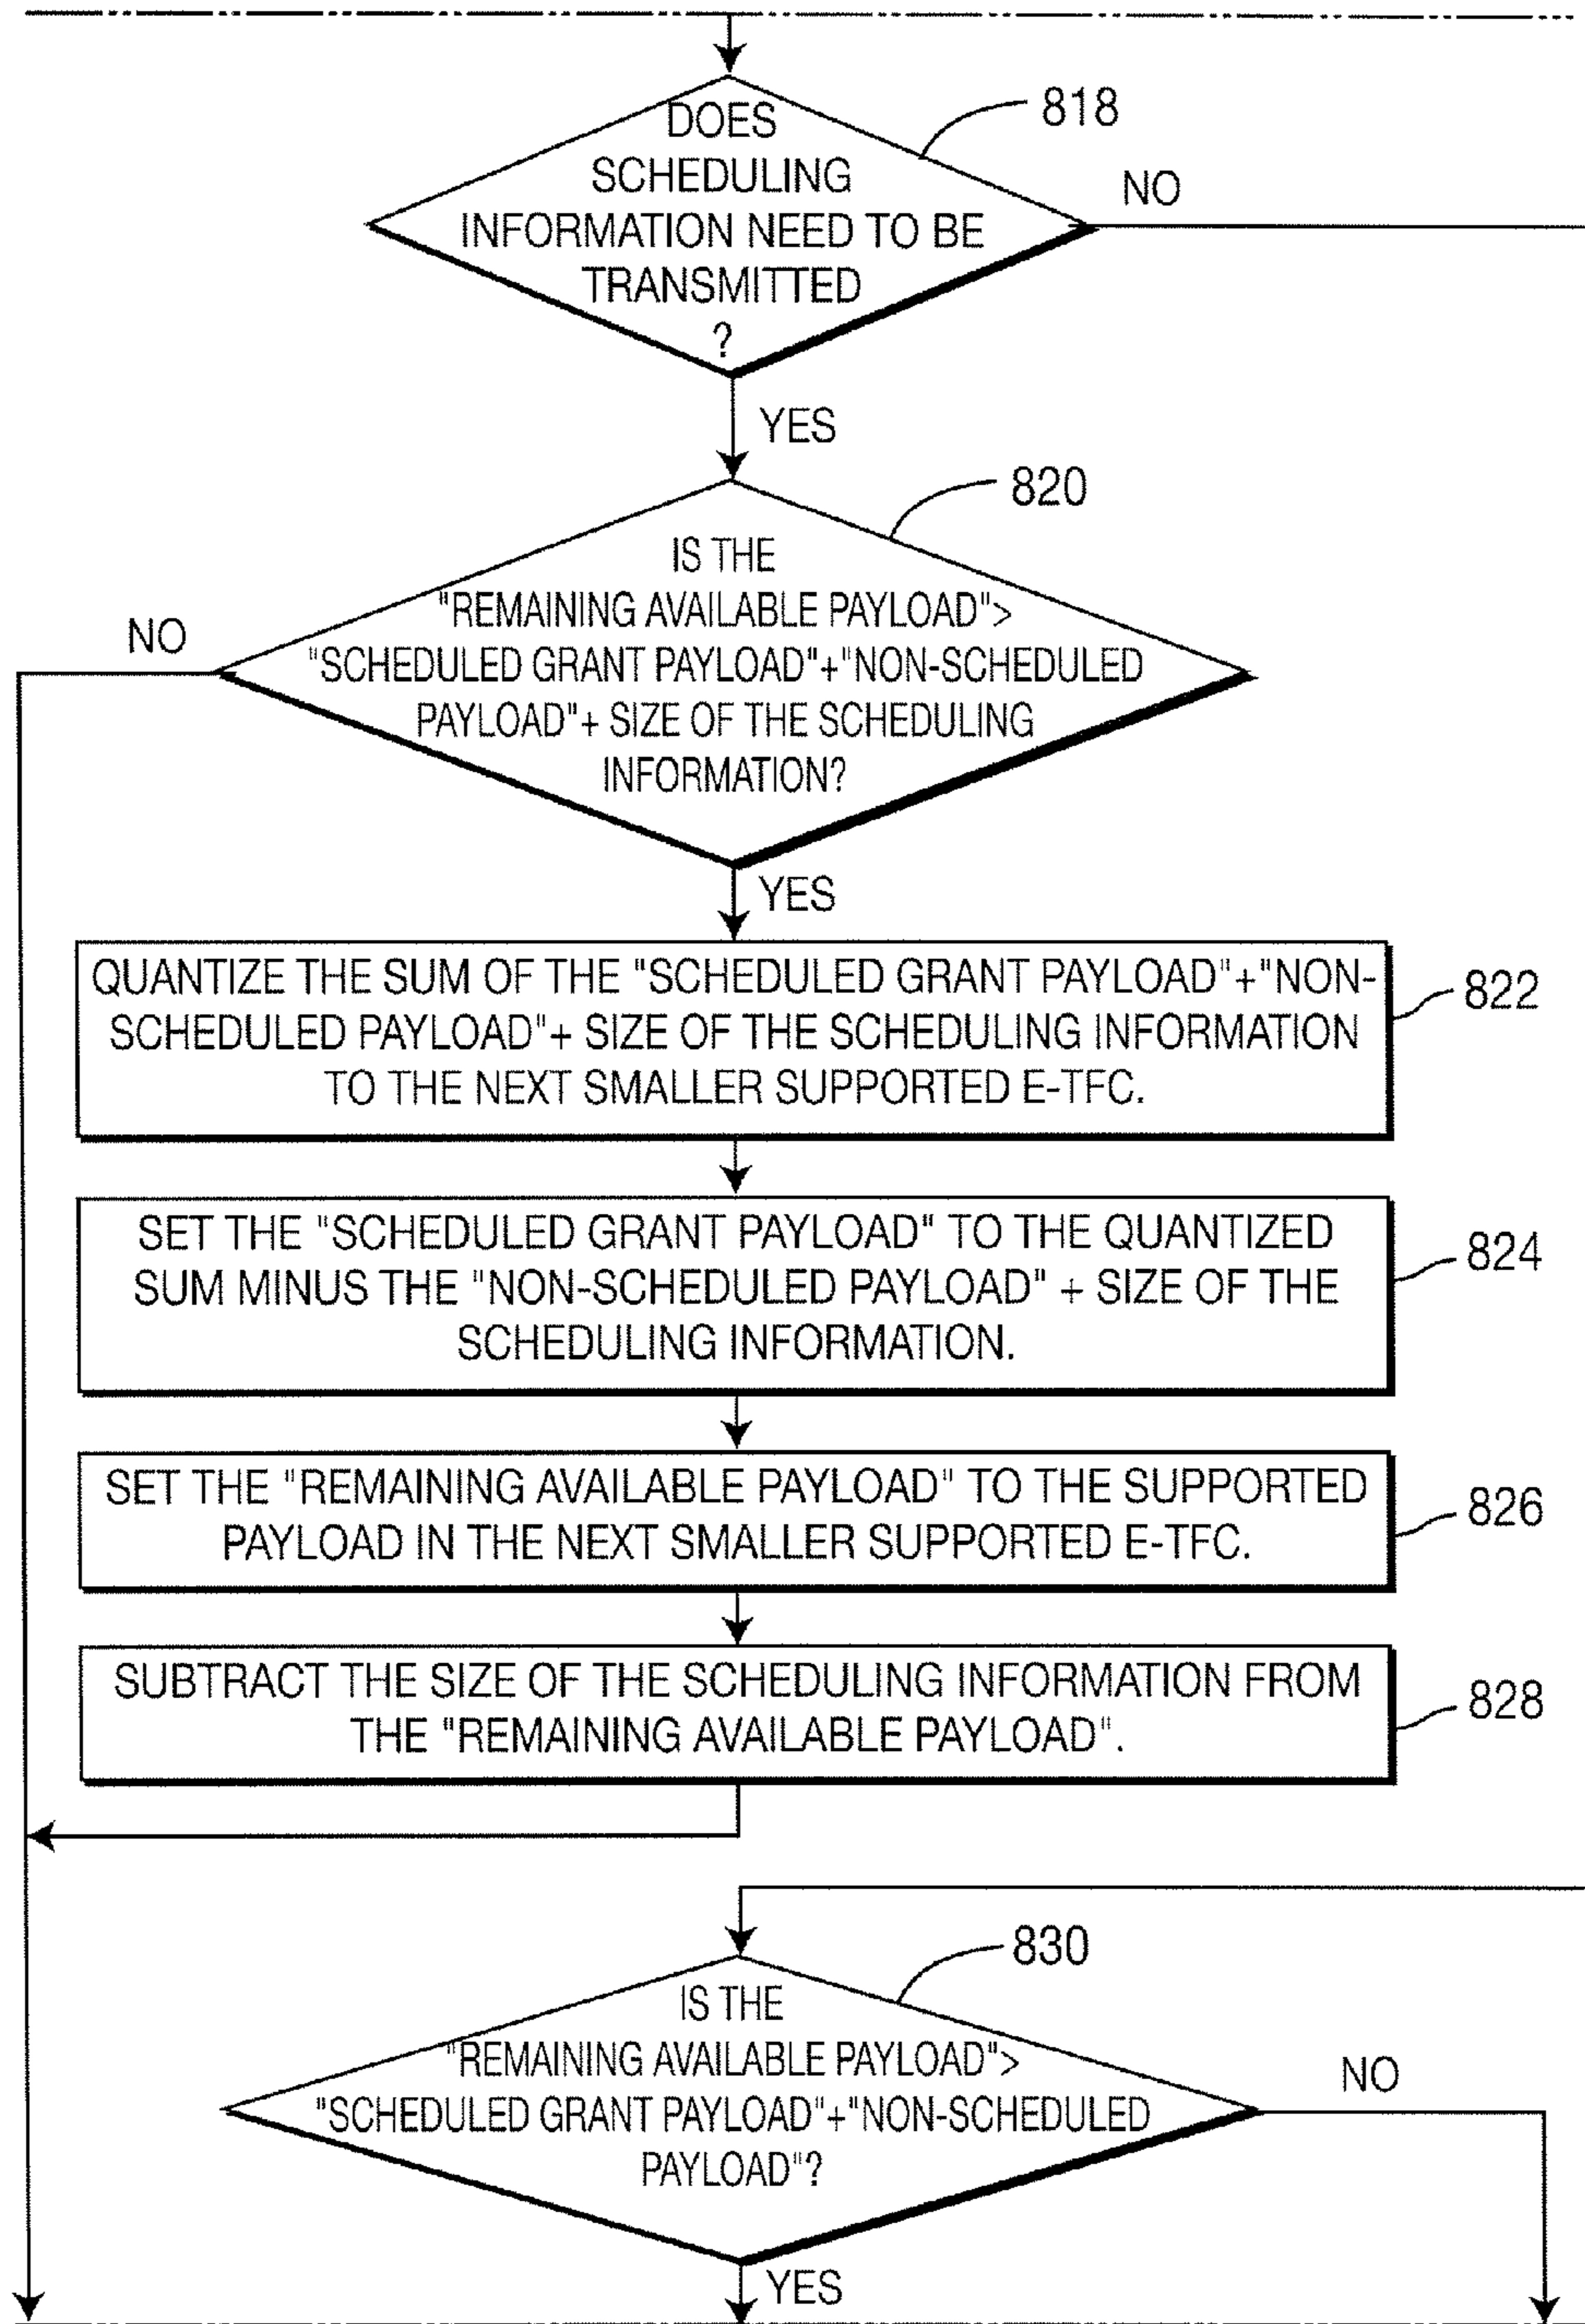 DOES
SCHEDULING
INFORMATION NEED TO BE
TRANSMITTED
?
818
NO
YES
820
IS THE
"REMAINING AVAILABLE PAYLOAD">
"SCHEDULED GRANT PAYLOAD"+"NON-SCHEDULED
PAYLOAD"+ SIZE OF THE SCHEDULING
INFORMATION?
NO
YES
QUANTIZE THE SUM OF THE "SCHEDULED GRANT PAYLOAD"+"NON-
SCHEDULED PAYLOAD"+ SIZE OF THE SCHEDULING INFORMATION
TO THE NEXT SMALLER SUPPORTED E-TFC.
822
SET THE "SCHEDULED GRANT PAYLOAD" TO THE QUANTIZED
SUM MINUS THE "NON-SCHEDULED PAYLOAD" + SIZE OF THE
SCHEDULING INFORMATION.
824
SET THE "REMAINING AVAILABLE PAYLOAD" TO THE SUPPORTED
PAYLOAD IN THE NEXT SMALLER SUPPORTED E-TFC.
826
SUBTRACT THE SIZE OF THE SCHEDULING INFORMATION FROM
THE "REMAINING AVAILABLE PAYLOAD".
828
830
IS THE
"REMAINING AVAILABLE PAYLOAD">
"SCHEDULED GRANT PAYLOAD"+"NON-SCHEDULED
PAYLOAD"?
NO
YES